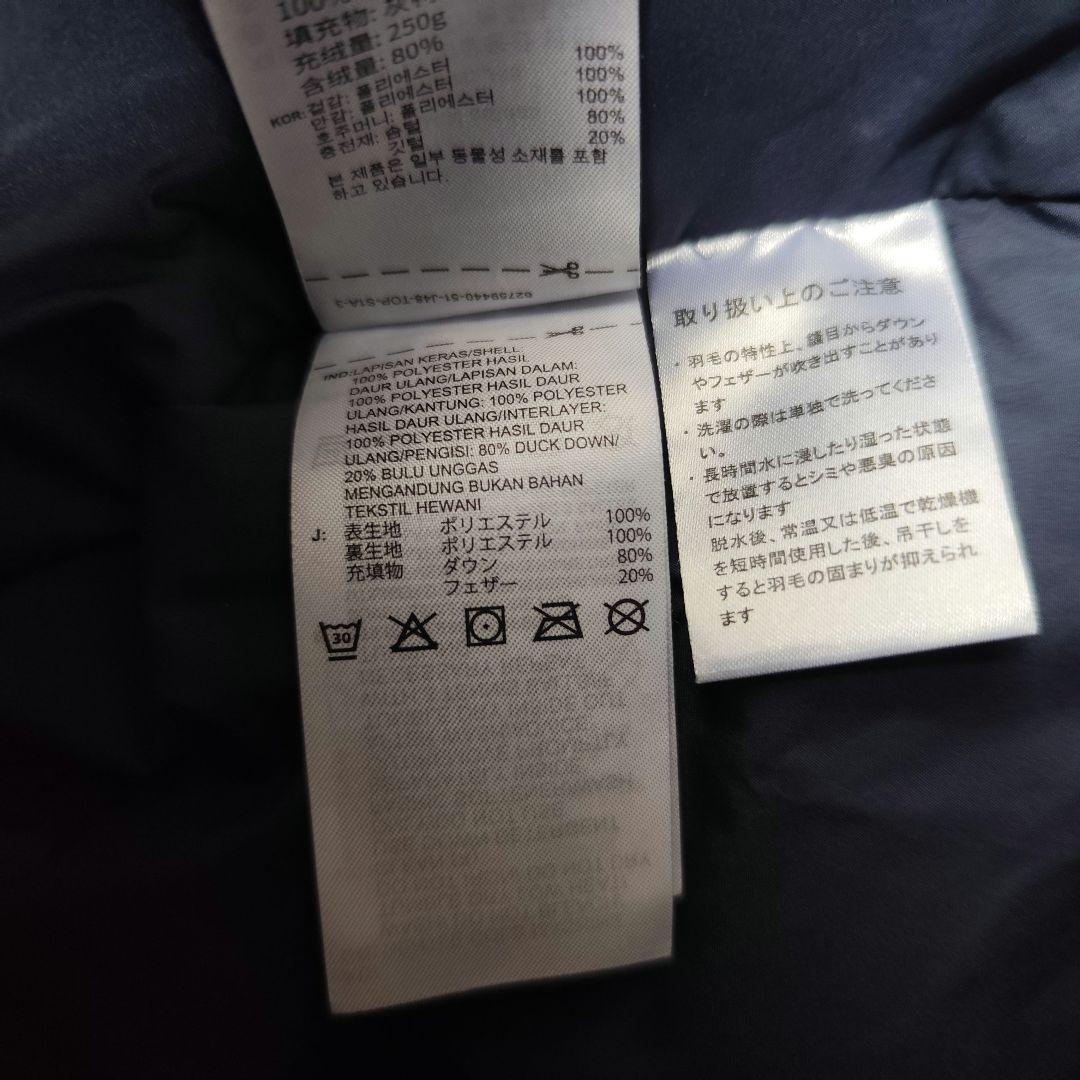 100%
填充物:
充绒量: 250g
含绒量: 80%
KOR: 겉감: 폴리에스터 100%
안감: 폴리에스터 100%
호주머니: 폴리에스터 100%
충전재: 솜털 80%
깃털 20%
본 제품은 일부 동물성 소재를 포함
하고 있습니다.
62759440-51-J48-TOP-S1A-3
IND:LAPISAN KERAS/SHELL
100% POLYESTER HASIL
DAUR ULANG/LAPISAN DALAM:
100% POLYESTER HASIL DAUR
ULANG/KANTUNG: 100% POLYESTER
HASIL DAUR ULANG/INTERLAYER:
100% POLYESTER HASIL DAUR
ULANG/PENGISI: 80% DUCK DOWN/
20% BULU UNGGAS
MENGANDUNG BUKAN BAHAN
TEKSTIL HEWANI
J: 表生地 ポリエステル 100%
裏生地 ポリエステル 100%
充填物 ダウン 80%
フェザー 20%
30
取り扱い上のご注意
・羽毛の特性上、縫目からダウン
やフェザーが吹き出すことがあり
ます
・洗濯の際は単独で洗ってくださ
い。
・長時間水に浸したり湿った状態
で放置するとシミや悪臭の原因
になります
脱水後、常温又は低温で乾燥機
を短時間使用した後、吊干しを
すると羽毛の固まりが抑えられ
ます